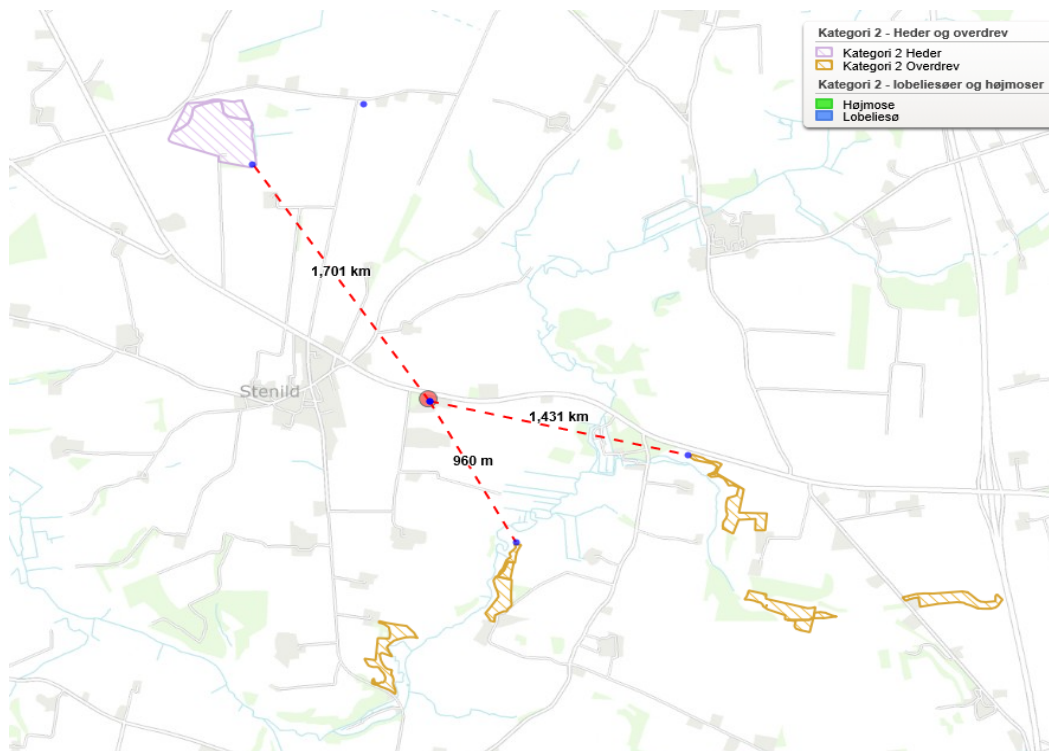 Kategori 2 - Heder og overdrev
Kategori 2 Heder
Kategori 2 Overdrev
Kategori 2 - lobeliesøer og højmoser
Højmose
Lobeliesø
1,701 km
Stenild
1,431 km
960 m